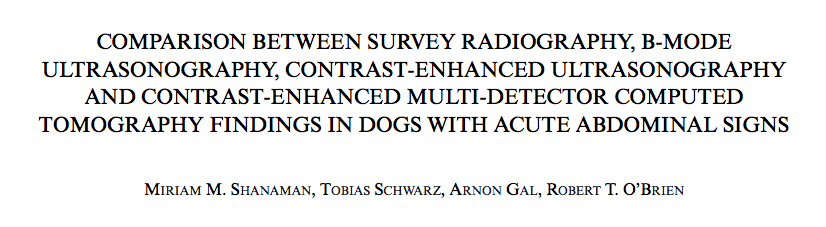 COMPARISON BETWEEN SURVEY RADIOGRAPHY, B-MODE
ULTRASONOGRAPHY, CONTRAST-ENHANCED ULTRASONOGRAPHY
AND CONTRAST-ENHANCED MULTI-DETECTOR COMPUTED
TOMOGRAPHY FINDINGS IN DOGS WITH ACUTE ABDOMINAL SIGNS
MIRIAM M. SHANAMAN, TOBIAS SCHWARZ, ARNON GAL, ROBERT T. O'BRIEN